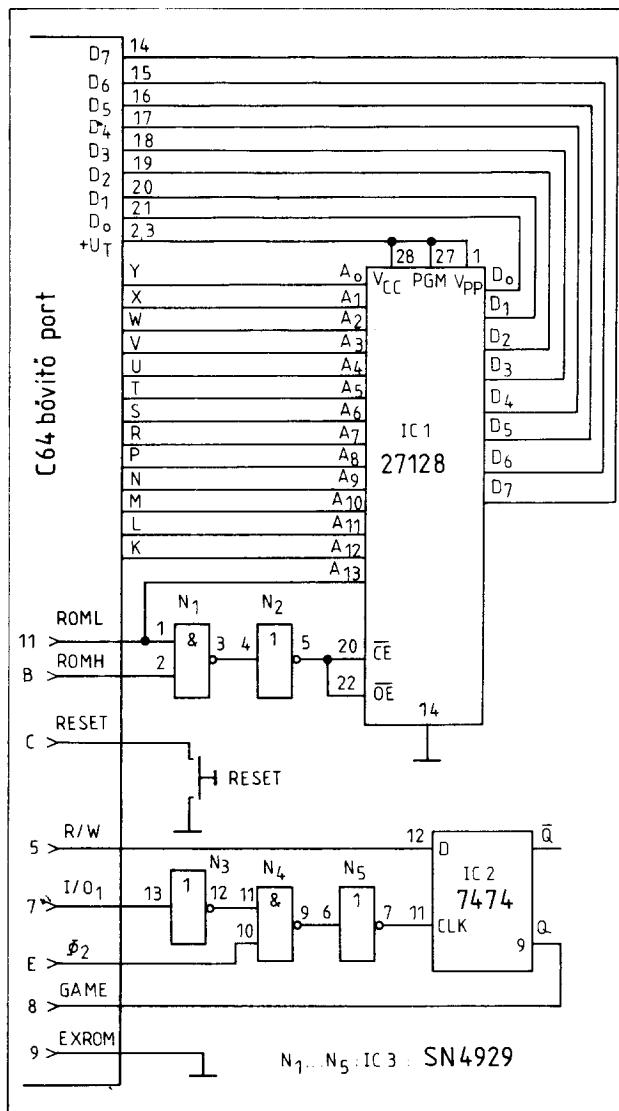 C64 bóvító port
D7 14
D6 15
D5 16
D4 17
D3 18
D2 19
D1 20
D0 21
+UT 2,3
28 27 1
VCC PGM VPP
Y A0
X A1
W A2
V A3
U A4
T A5
S A6
R A7
P A8
N A9
M A10
L A11
K A12
A13
IC1
27128
D0
D1
D2
D3
D4
D5
D6
D7
N1 N2
11 ROML 1 & 3 4 1 5 20 CE
B ROMH 2 22 OE
14
C RESET
RESET
5 R/W 12 D Q
IC2
7474
N3 N4 N5
7 I/O1 13 1 12 11 & 9 6 1 7 11 CLK 9 Q
E Φ2 10
8 GAME
9 EXROM
N1...N5:IC3: SN4929